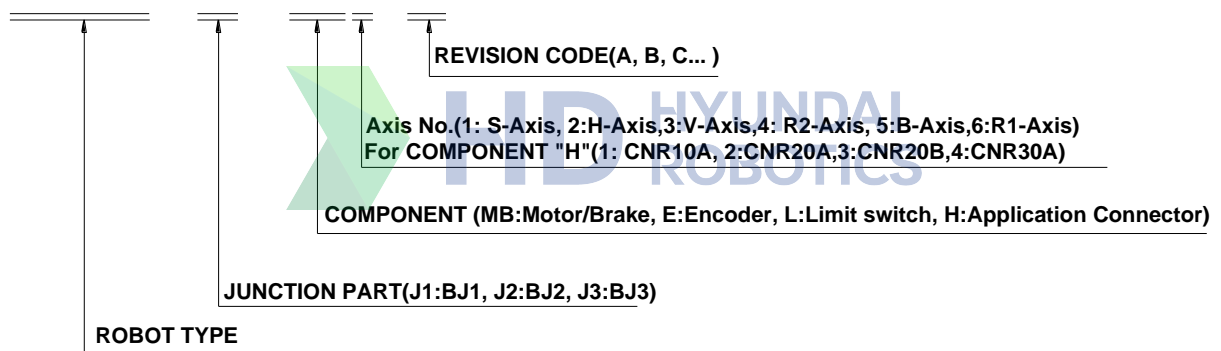 REVISION CODE(A, B, C... )
HD HYUNDAI
ROBOTICS
Axis No.(1: S-Axis, 2:H-Axis,3:V-Axis,4: R2-Axis, 5:B-Axis,6:R1-Axis)
For COMPONENT "H"(1: CNR10A, 2:CNR20A,3:CNR20B,4:CNR30A)
COMPONENT (MB:Motor/Brake, E:Encoder, L:Limit switch, H:Application Connector)
JUNCTION PART(J1:BJ1, J2:BJ2, J3:BJ3)
ROBOT TYPE